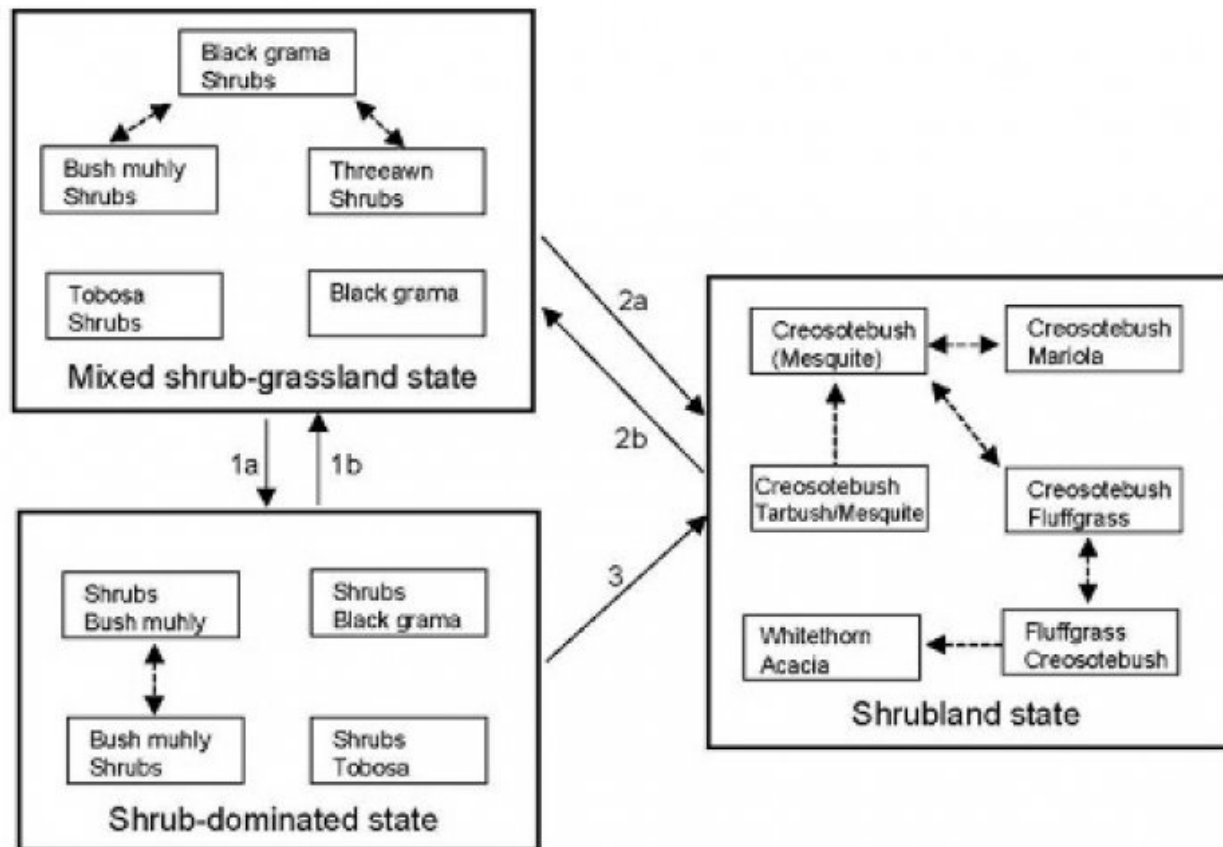 Black grama
Shrubs
Bush muhly
Shrubs
Threeawn
Shrubs
Tobosa
Shrubs
Black grama
Mixed shrub-grassland state
1a
1b
2a
2b
3
Shrubs
Bush muhly
Shrubs
Black grama
Bush muhly
Shrubs
Shrubs
Tobosa
Shrub-dominated state
Creosotebush
(Mesquite)
Creosotebush
Mariola
Creosotebush
Tarbush/Mesquite
Creosotebush
Fluffgrass
Whitethorn
Acacia
Fluffgrass
Creosotebush
Shrubland state